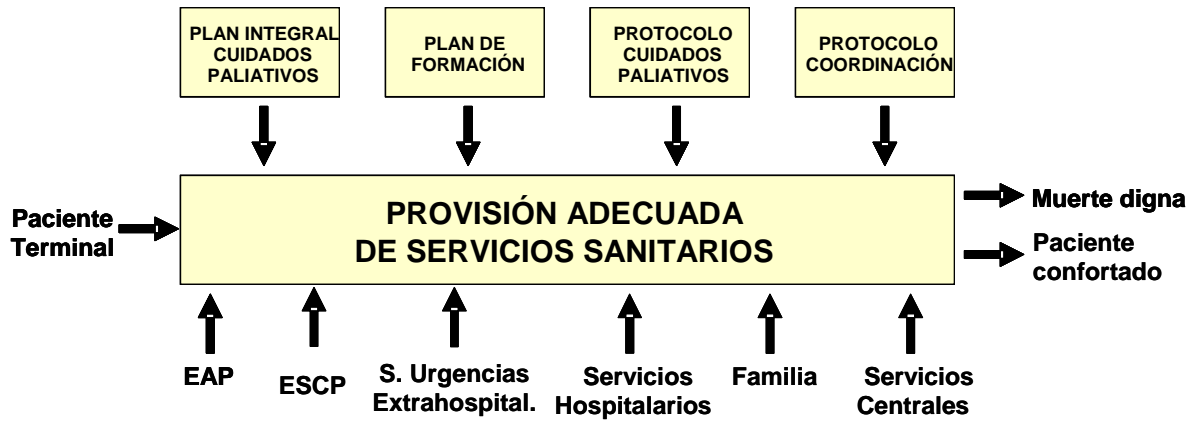 PLAN INTEGRAL
CUIDADOS
PALIATIVOS
PLAN DE
FORMACIÓN
PROTOCOLO
CUIDADOS
PALIATIVOS
PROTOCOLO
COORDINACIÓN
Paciente
Terminal
PROVISIÓN ADECUADA
DE SERVICIOS SANITARIOS
Muerte digna
Paciente
confortado
EAP
ESCP
S. Urgencias
Extrahospital.
Servicios
Hospitalarios
Familia
Servicios
Centrales